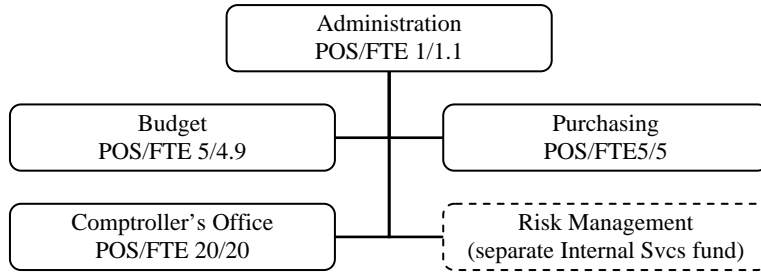 Administration
POS/FTE 1/1.1
Budget
POS/FTE 5/4.9
Purchasing
POS/FTE5/5
Comptroller’s Office
POS/FTE 20/20
Risk Management
(separate Internal Svcs fund)